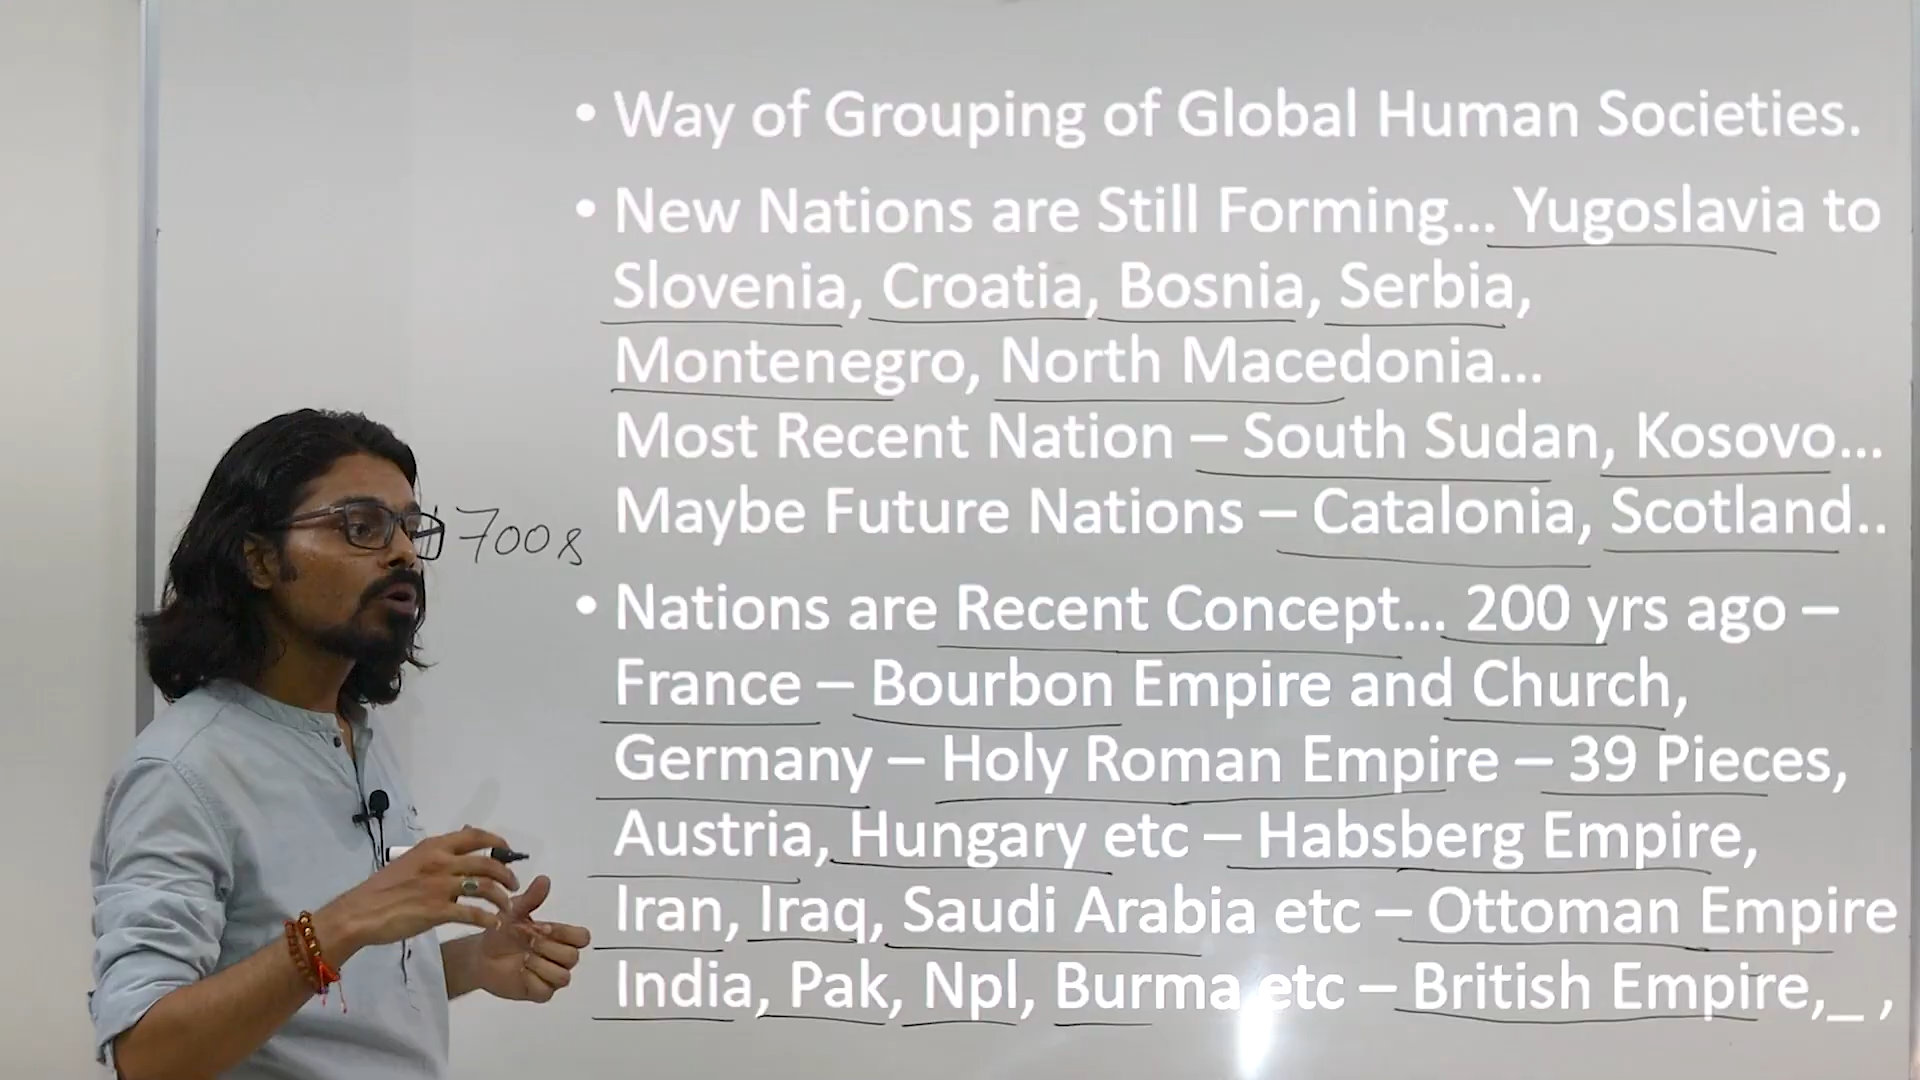 • Way of Grouping of Global Human Societies.
• New Nations are Still Forming... Yugoslavia to
Slovenia, Croatia, Bosnia, Serbia,
Montenegro, North Macedonia...
Most Recent Nation – South Sudan, Kosovo...
Maybe Future Nations – Catalonia, Scotland..
700s
• Nations are Recent Concept... 200 yrs ago –
France – Bourbon Empire and Church,
Germany – Holy Roman Empire – 39 Pieces,
Austria, Hungary etc – Habsberg Empire,
Iran, Iraq, Saudi Arabia etc – Ottoman Empire
India, Pak, Npl, Burma etc – British Empire,_ ,